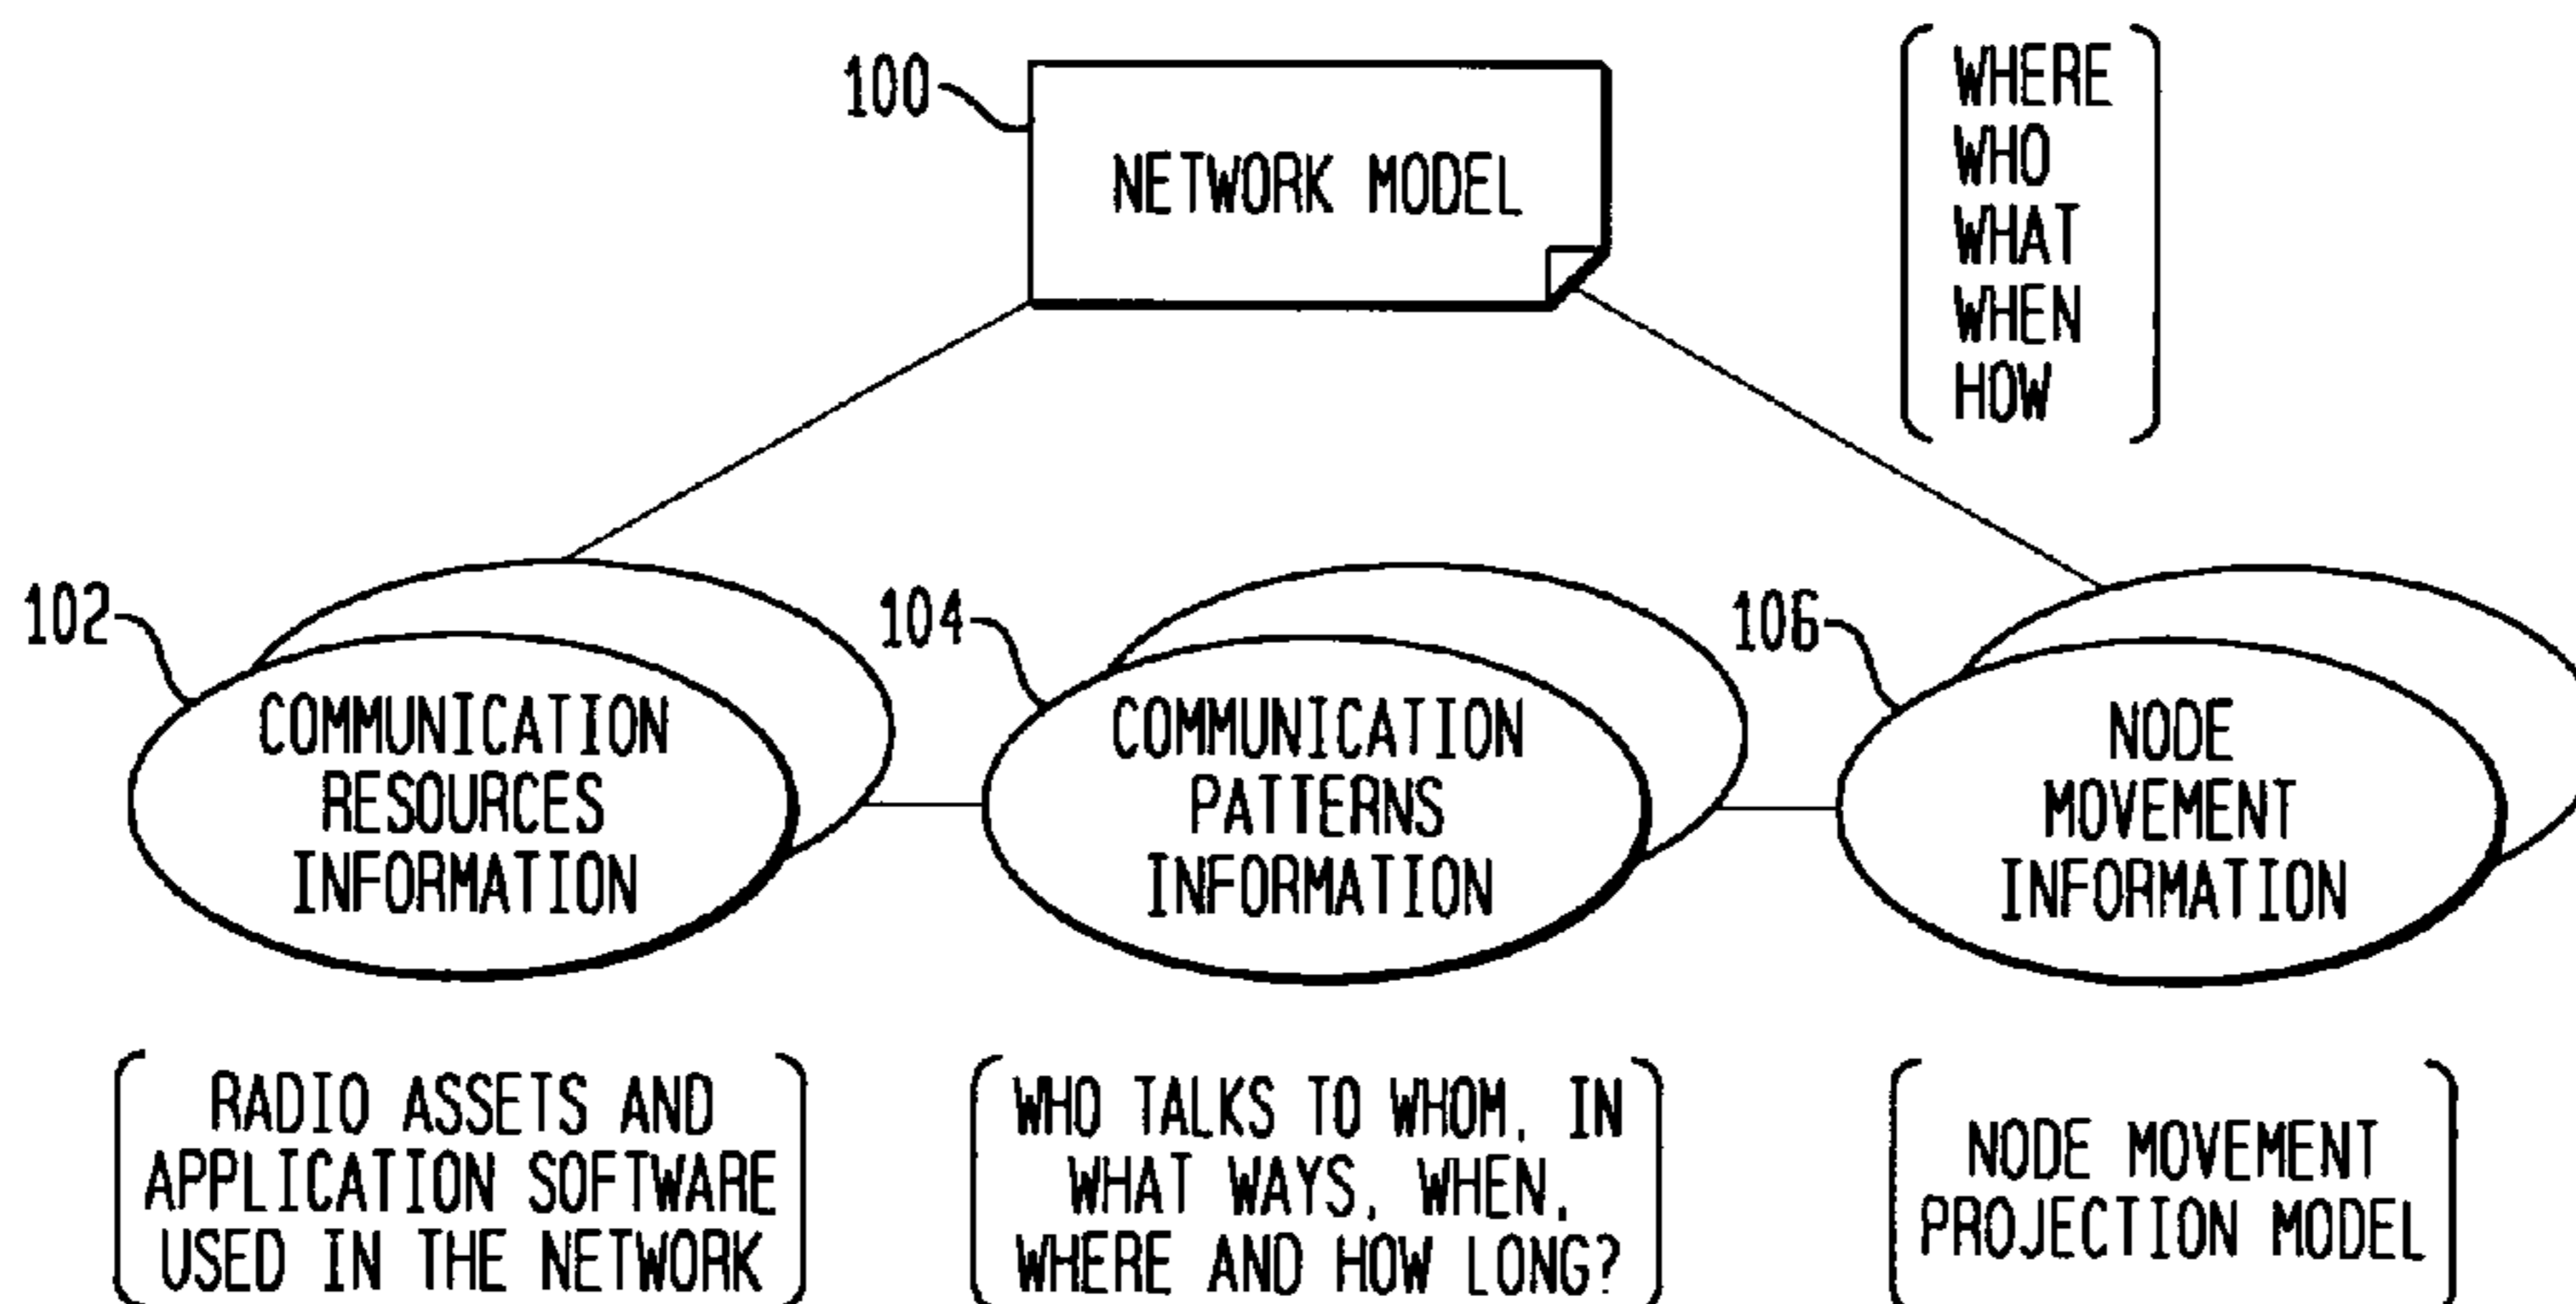 100
NETWORK MODEL
WHERE
WHO
WHAT
WHEN
HOW
102
COMMUNICATION
RESOURCES
INFORMATION
104
COMMUNICATION
PATTERNS
INFORMATION
106
NODE
MOVEMENT
INFORMATION
RADIO ASSETS AND
APPLICATION SOFTWARE
USED IN THE NETWORK
WHO TALKS TO WHOM, IN
WHAT WAYS, WHEN,
WHERE AND HOW LONG?
NODE MOVEMENT
PROJECTION MODEL